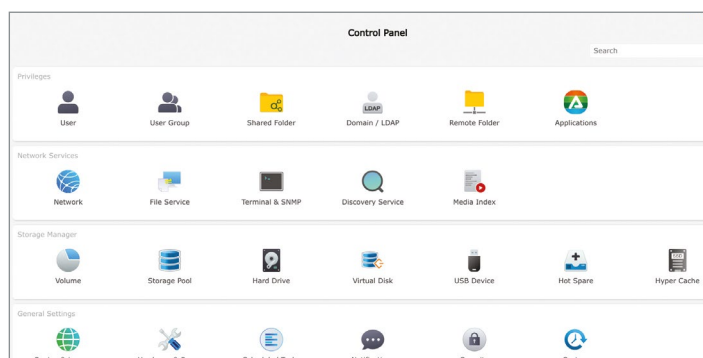 Control Panel
Search
Privileges
User
User Group
Shared Folder
LDAP
Domain / LDAP
Remote Folder
Applications
Network Services
Network
File Service
Terminal & SNMP
Discovery Service
Media Index
Storage Manager
Volume
Storage Pool
Hard Drive
Virtual Disk
USB Device
Hot Spare
SSD
Hyper Cache
General Settings